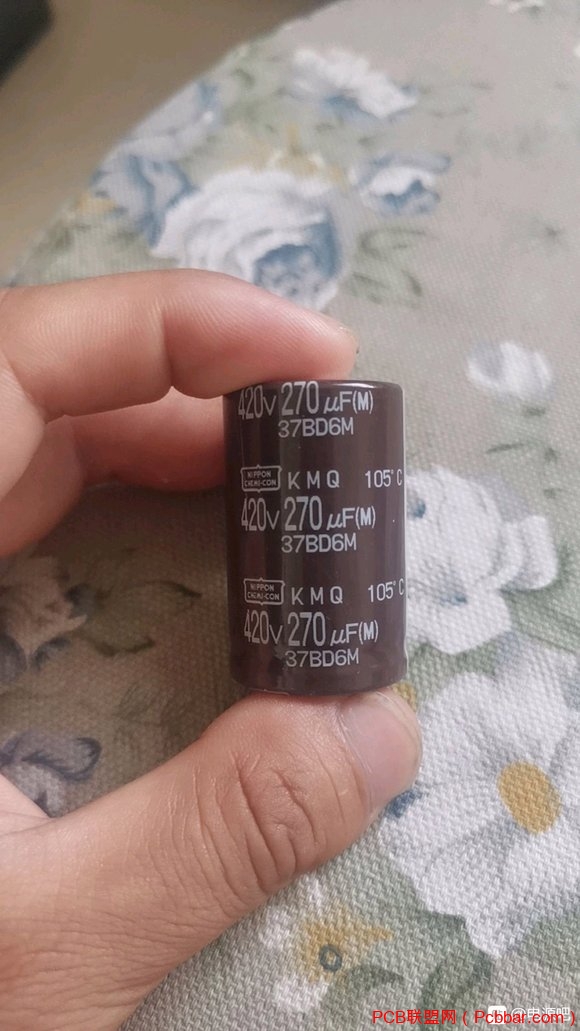 420V 270 μF(M)
37BD6M
NIPPON
CHEMI-CON
KMQ 105°C
420V 270 μF(M)
37BD6M
NIPPON
CHEMI-CON
KMQ 105°C
420V 270 μF(M)
37BD6M
PCB联盟网(Pcbbar.com)